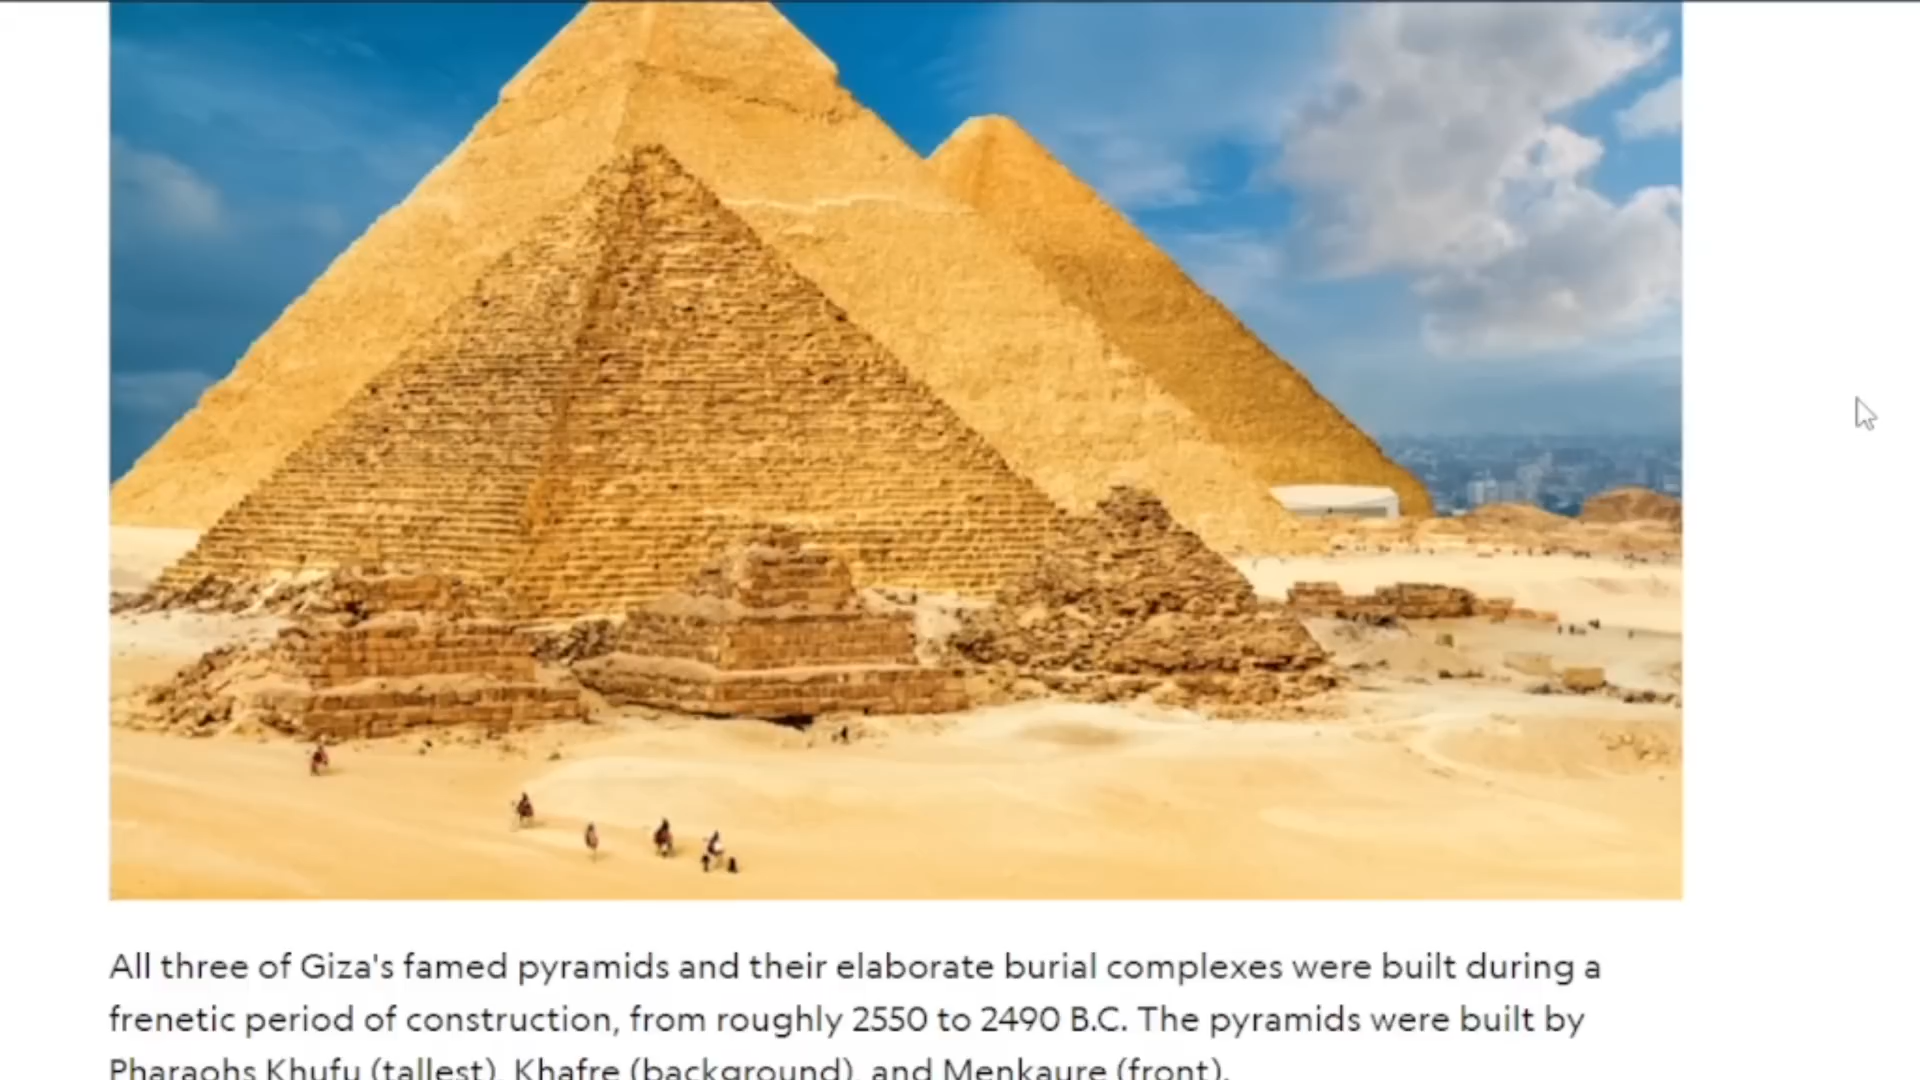 All three of Giza's famed pyramids and their elaborate burial complexes were built during a
frenetic period of construction, from roughly 2550 to 2490 B.C. The pyramids were built by
Pharaohs Khufu (tallest), Khafre (background), and Menkaure (front).